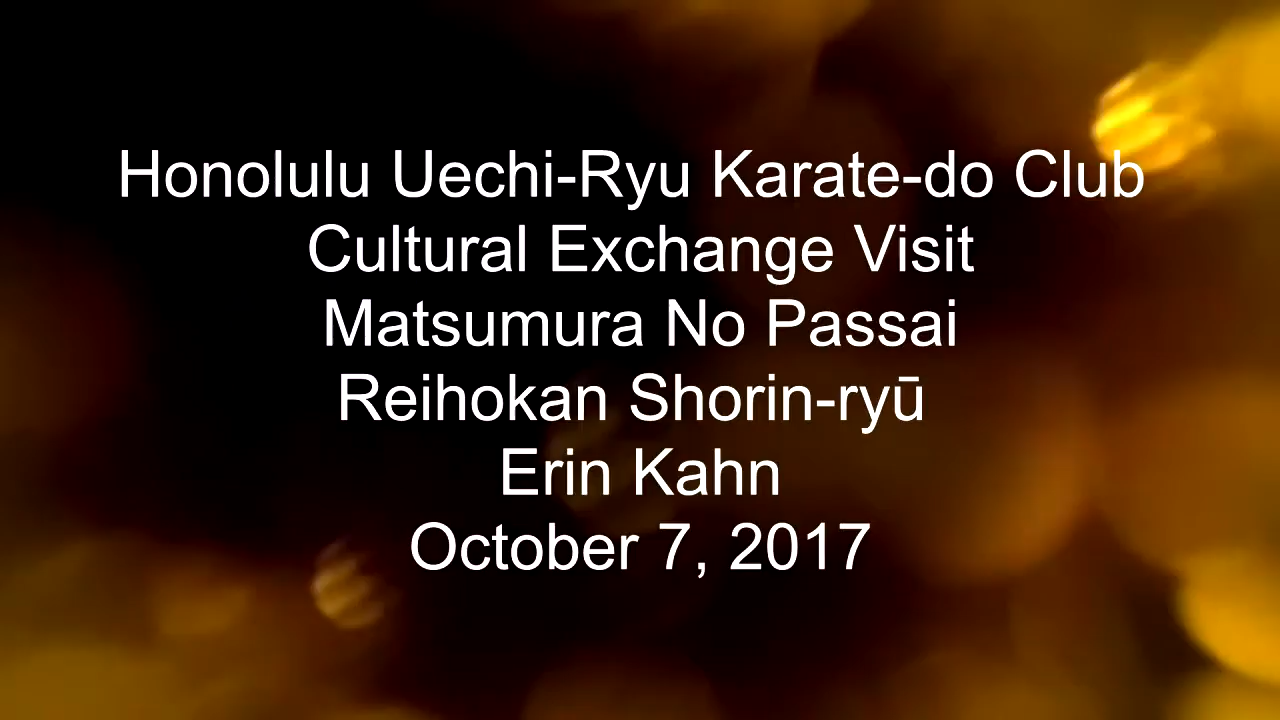 Honolulu Uechi-Ryu Karate-do Club
Cultural Exchange Visit
Matsumura No Passai
Reihokan Shorin-ryū
Erin Kahn
October 7, 2017